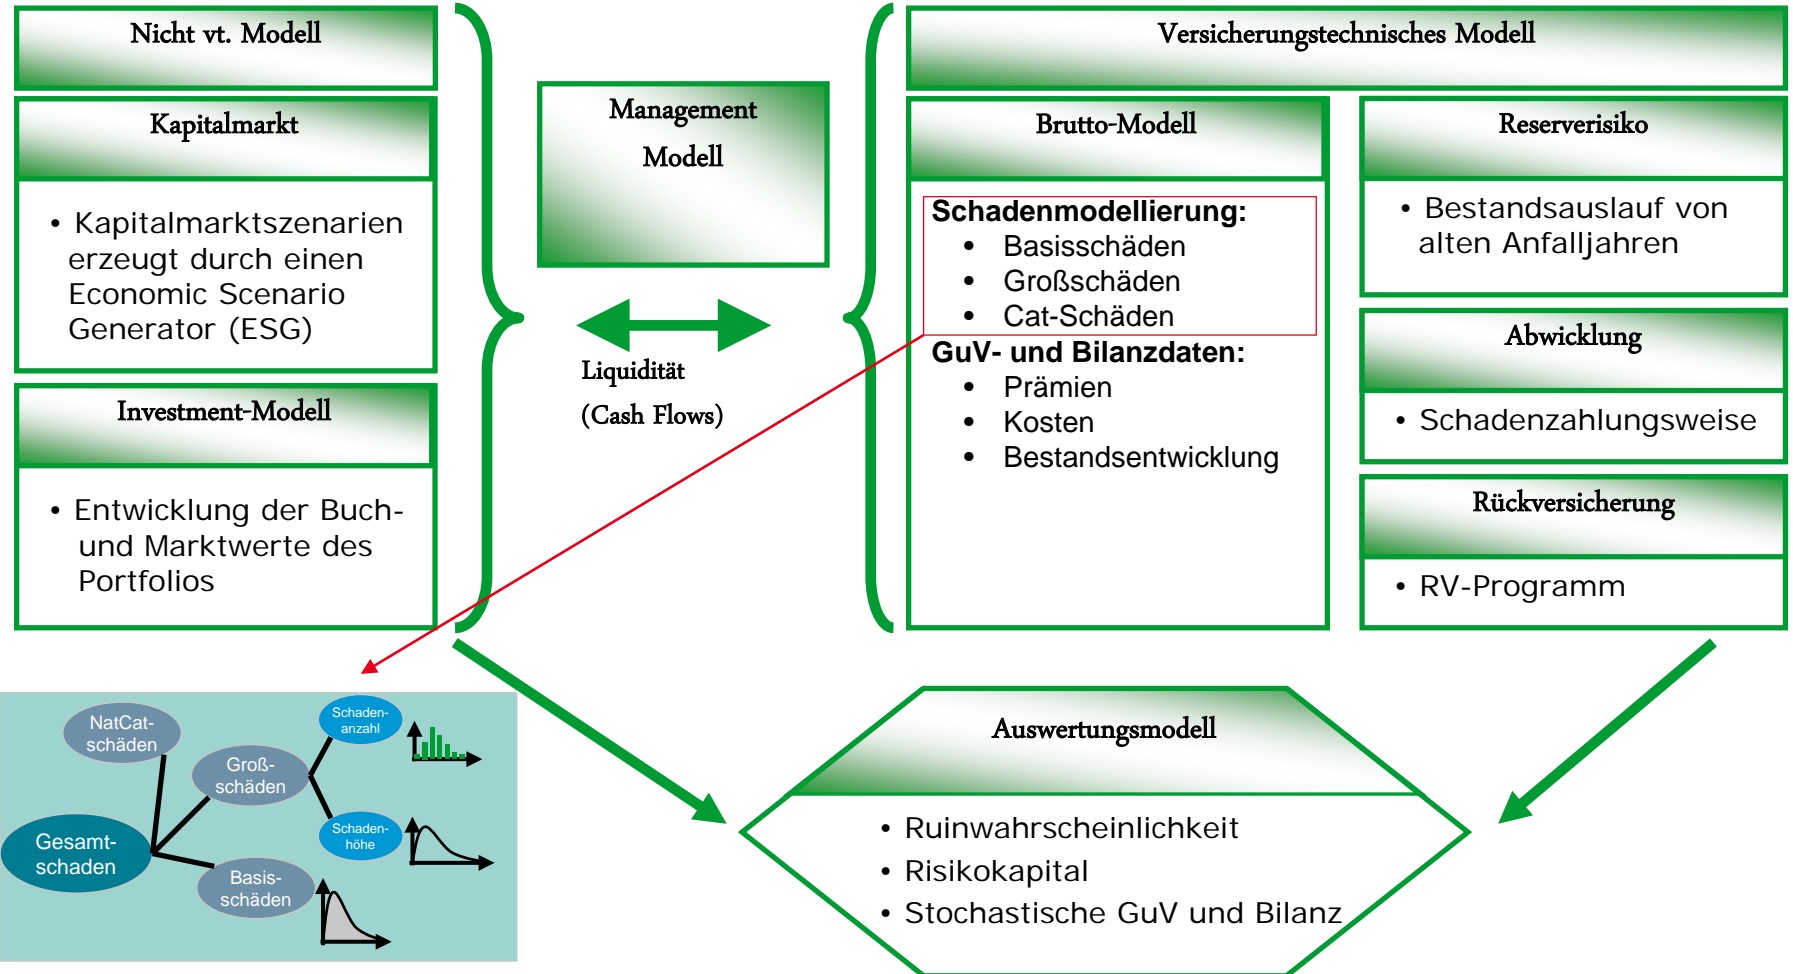 Nicht vt. Modell
Kapitalmarkt
• Kapitalmarktszenarien
erzeugt durch einen
Economic Scenario
Generator (ESG)
Investment-Modell
• Entwicklung der Buch-
und Marktwerte des
Portfolios
Management
Modell
Liquidität
(Cash Flows)
Versicherungstechnisches Modell
Brutto-Modell
Schadenmodellierung:
• Basisschäden
• Großschäden
• Cat-Schäden
GuV- und Bilanzdaten:
• Prämien
• Kosten
• Bestandsentwicklung
Reserverisiko
• Bestandsauslauf von
alten Anfalljahren
Abwicklung
• Schadenzahlungsweise
Rückversicherung
• RV-Programm
NatCat-
schäden
Groß-
schäden
Schaden-
anzahl
Schaden-
höhe
Gesamt-
schaden
Basis-
schäden
Auswertungsmodell
• Ruinwahrscheinlichkeit
• Risikokapital
• Stochastische GuV und Bilanz